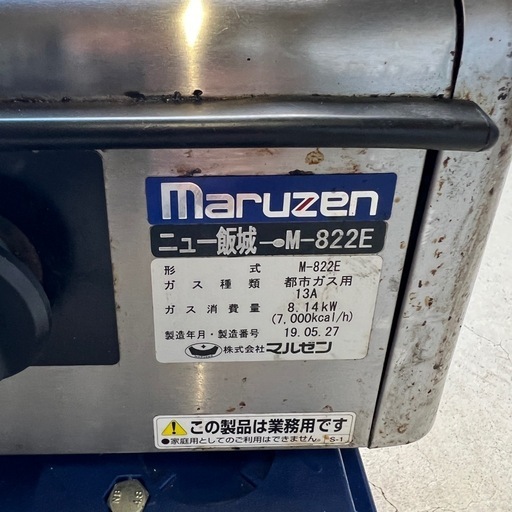 maruzen
ニュー飯城 M-822E
形 式 M-822E
ガス種類 都市ガス用
13A
ガス消費量 8.14kW
(7,000kcal/h)
製造年月・製造番号 19.05.27
株式会社マルゼン
この製品は業務用です
●家庭用としてのご利用はできません。 S-1